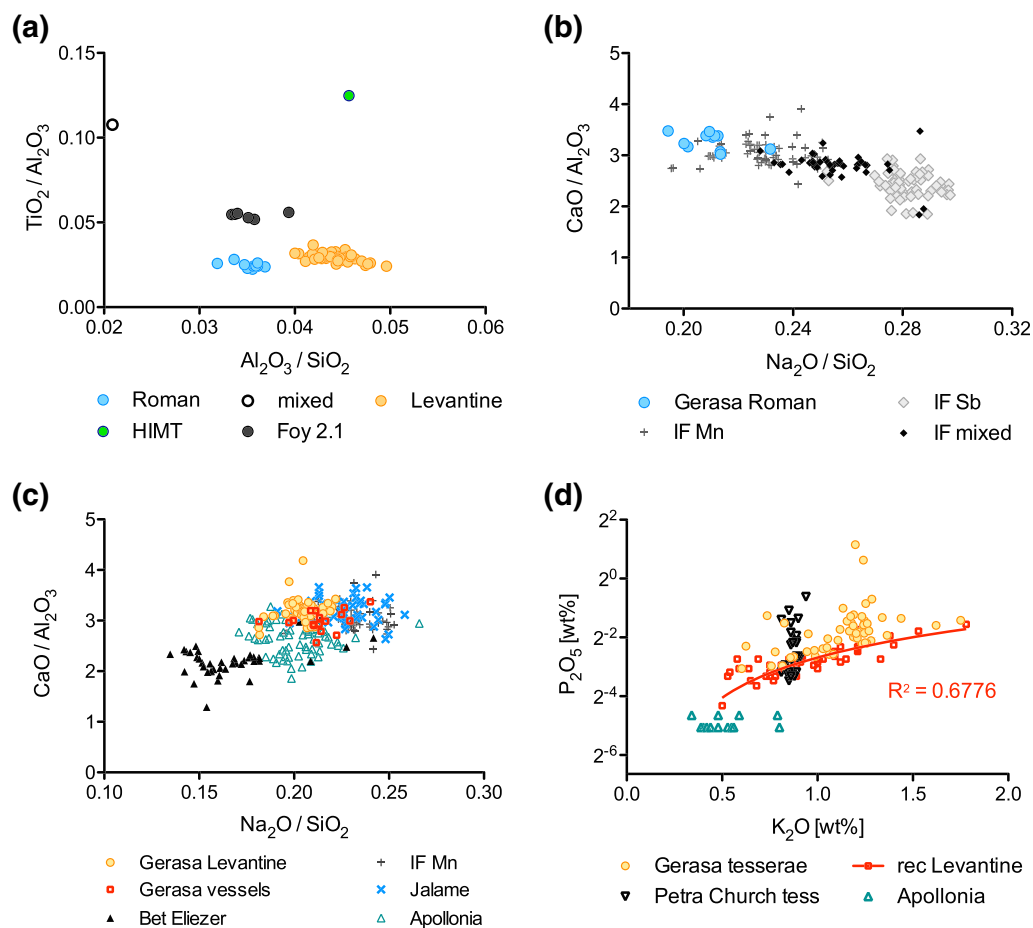 (a)
0.15
0.10
0.05
0.00
TiO₂ / Al₂O₃
0.02 0.03 0.04 0.05 0.06
Al₂O₃ / SiO₂
Roman mixed Levantine
HIMT Foy 2.1
(b)
5
4
3
2
1
0
CaO / Al₂O₃
0.20 0.24 0.28 0.32
Na₂O / SiO₂
Gerasa Roman IF Sb
IF Mn IF mixed
(c)
5
4
3
2
1
0
CaO / Al₂O₃
0.10 0.15 0.20 0.25 0.30
Na₂O / SiO₂
Gerasa Levantine IF Mn
Gerasa vessels Jalame
Bet Eliezer Apollonia
(d)
2²
2⁰
2⁻²
2⁻⁴
2⁻⁶
P₂O₅ [wt%]
R² = 0.6776
0.0 0.5 1.0 1.5 2.0
K₂O [wt%]
Gerasa tesserae rec Levantine
Petra Church tess Apollonia